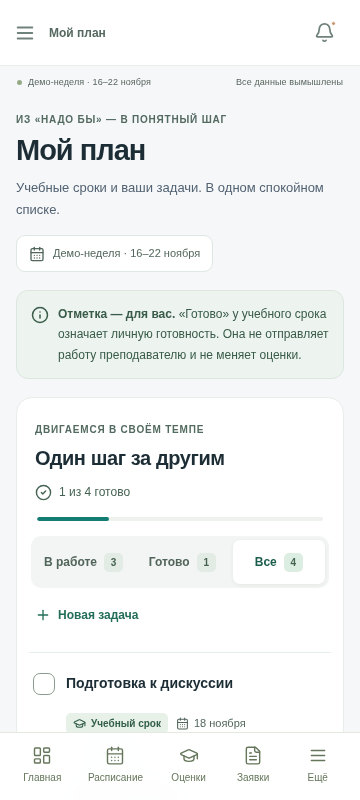 Мой план
Демо-неделя · 16–22 ноября
Все данные вымышлены
ИЗ «НАДО БЫ» — В ПОНЯТНЫЙ ШАГ
Мой план
Учебные сроки и ваши задачи. В одном спокойном
списке.
Демо-неделя · 16–22 ноября
Отметка — для вас. «Готово» у учебного срока
означает личную готовность. Она не отправляет
работу преподавателю и не меняет оценки.
ДВИГАЕМСЯ В СВОЁМ ТЕМПЕ
Один шаг за другим
1 из 4 готово
В работе 3 Готово 1 Все 4
Новая задача
Подготовка к дискуссии
Учебный срок 18 ноября
Главная Расписание Оценки Заявки Ещё